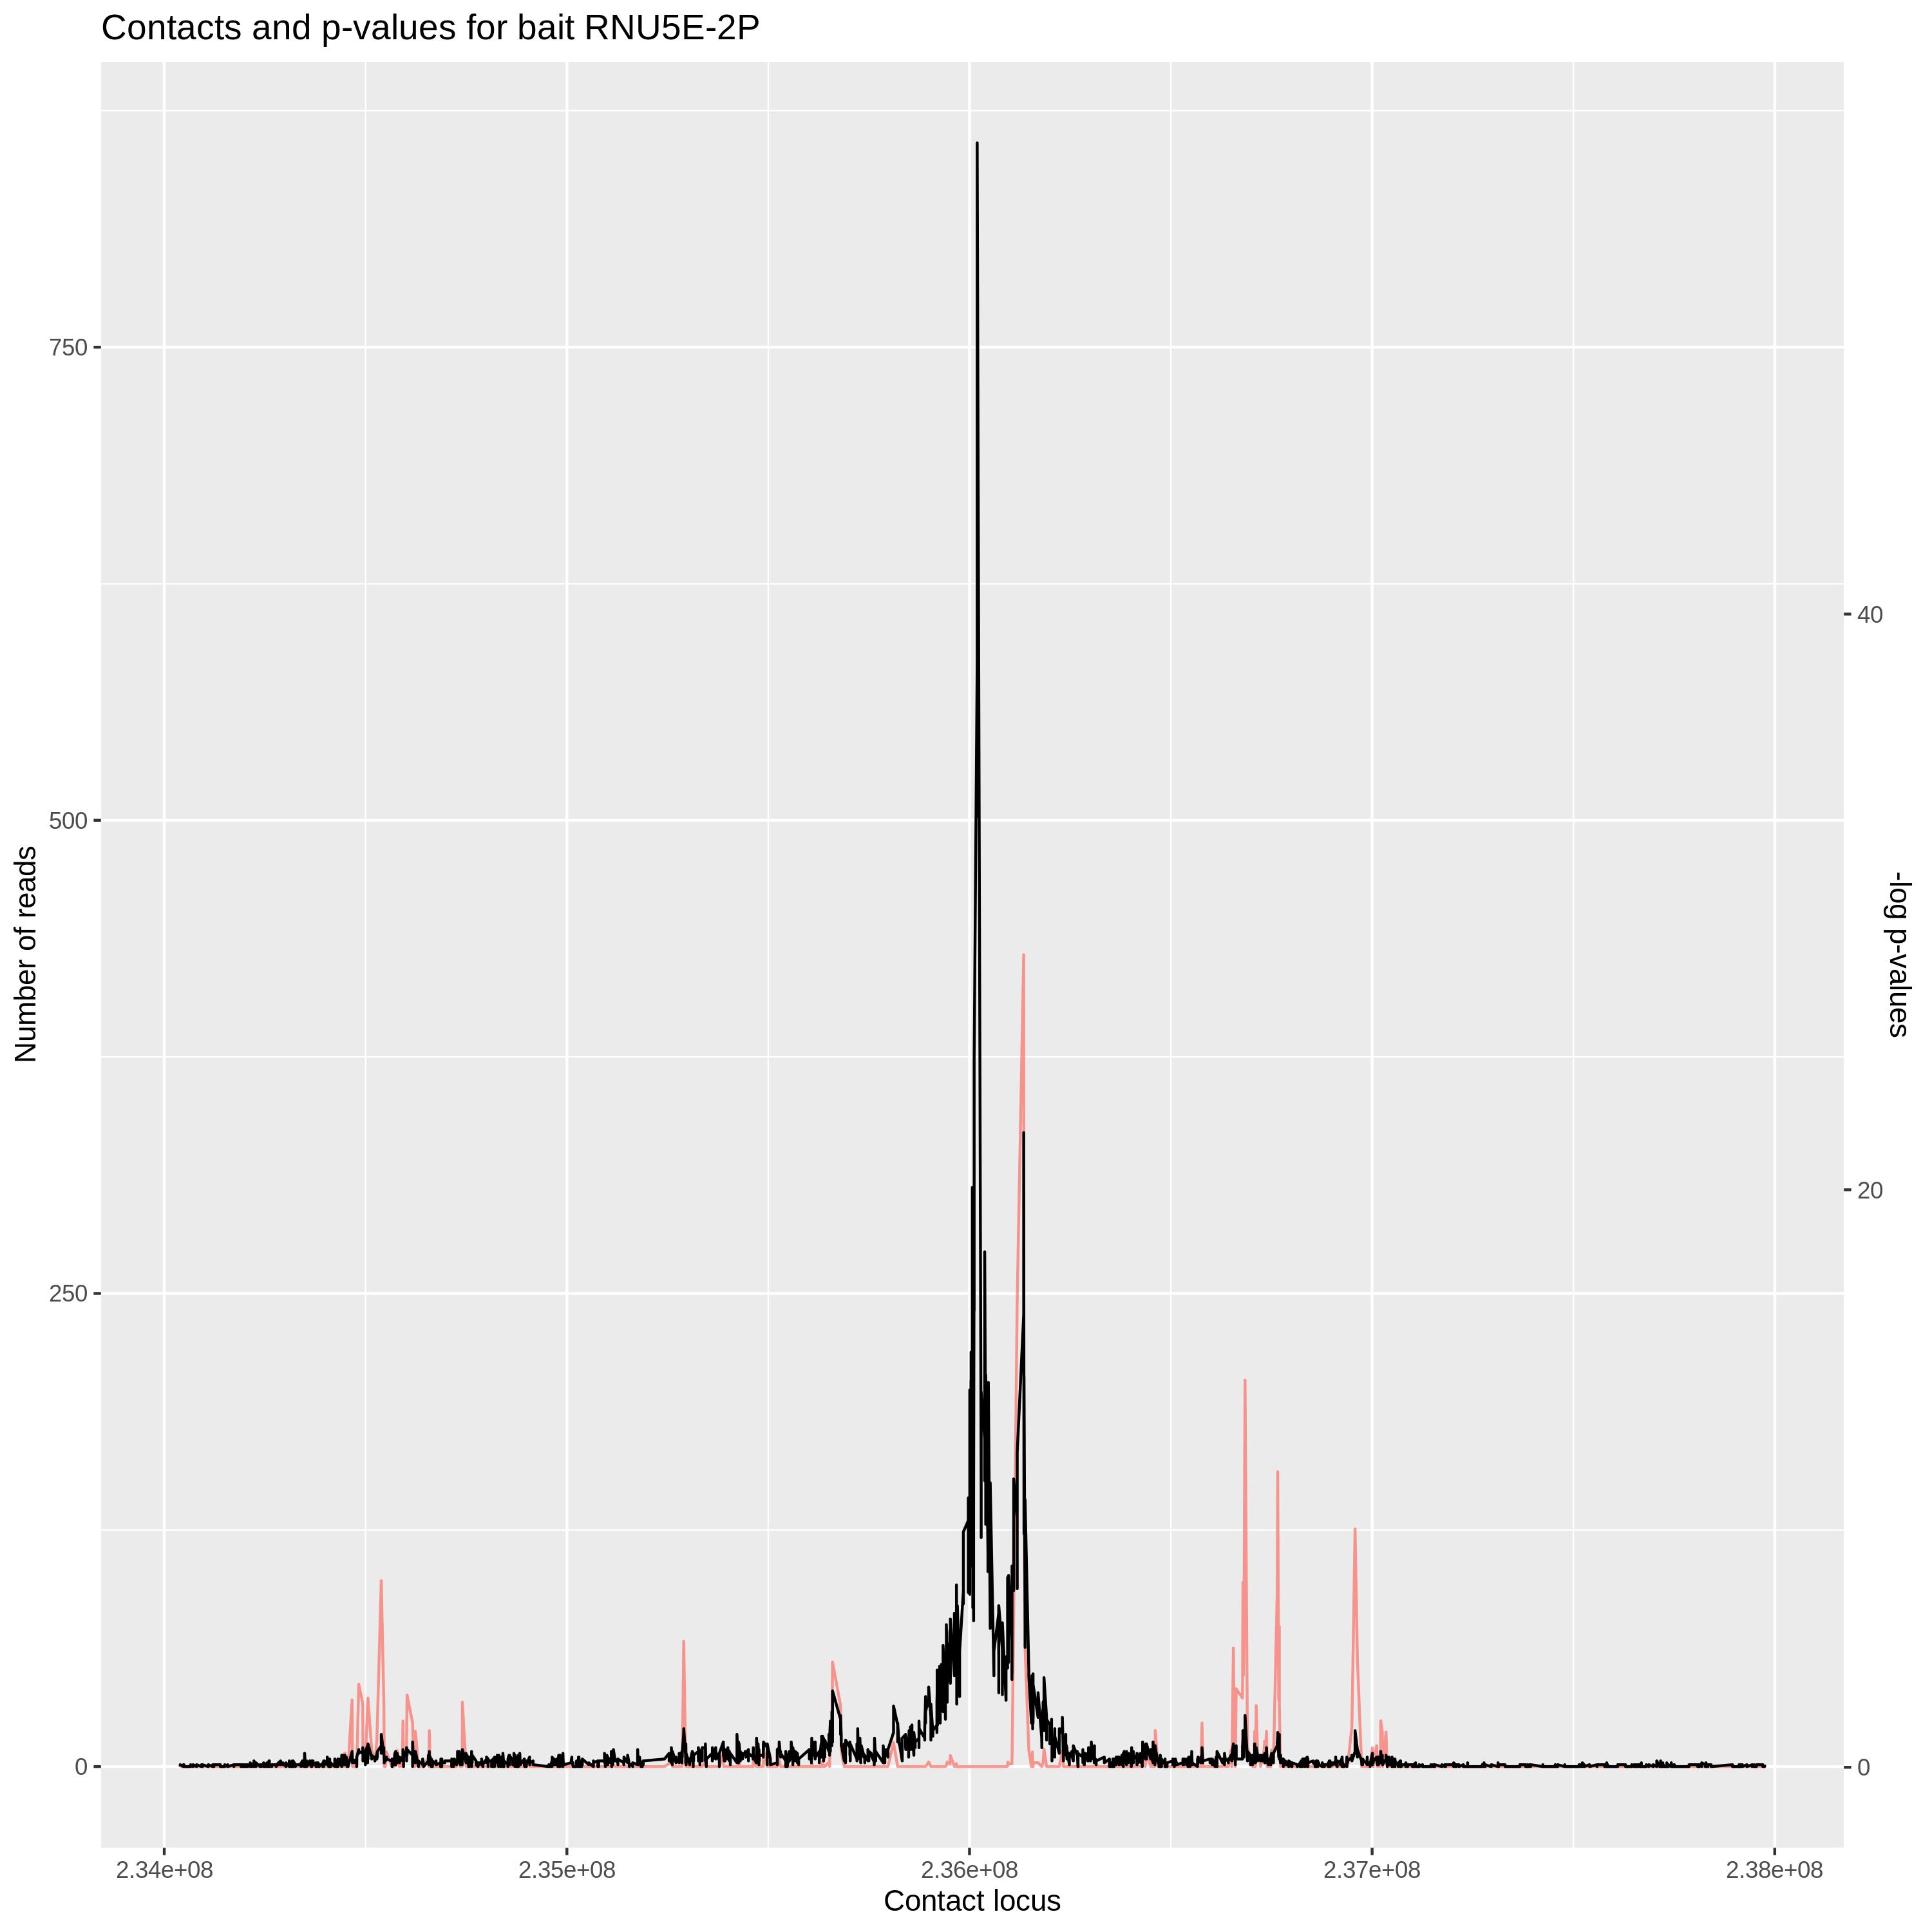 Contacts and p-values for bait RNU5E-2P
750
500
250
0
Number of reads
40
20
0
-log p-values
2.34e+08
2.35e+08
2.36e+08
2.37e+08
2.38e+08
Contact locus